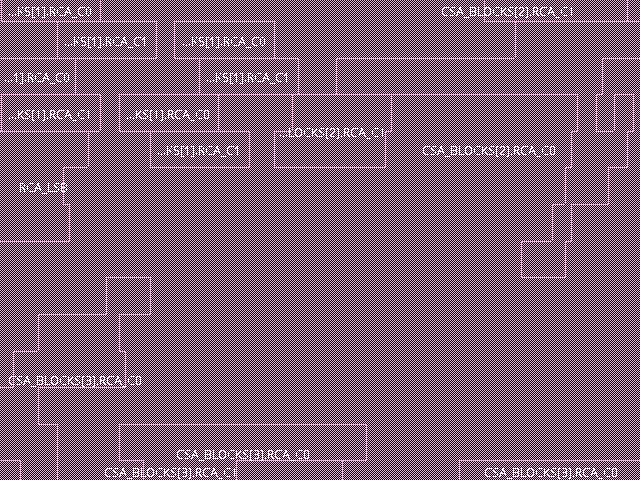 ..KS[1].RCA_C0
CSA_BLOCKS[2].RCA_C1
..KS[1].RCA_C1
..KS[1].RCA_C0
..1].RCA_C0
..KS[1].RCA_C1
..KS[1].RCA_C1
..KS[1].RCA_C0
..LOCKS[2].RCA_C1
..KS[1].RCA_C1
CSA_BLOCKS[2].RCA_C0
RCA_LSB
CSA_BLOCKS[3].RCA_C0
CSA_BLOCKS[3].RCA_C0
CSA_BLOCKS[3].RCA_C1
CSA_BLOCKS[3].RCA_C0